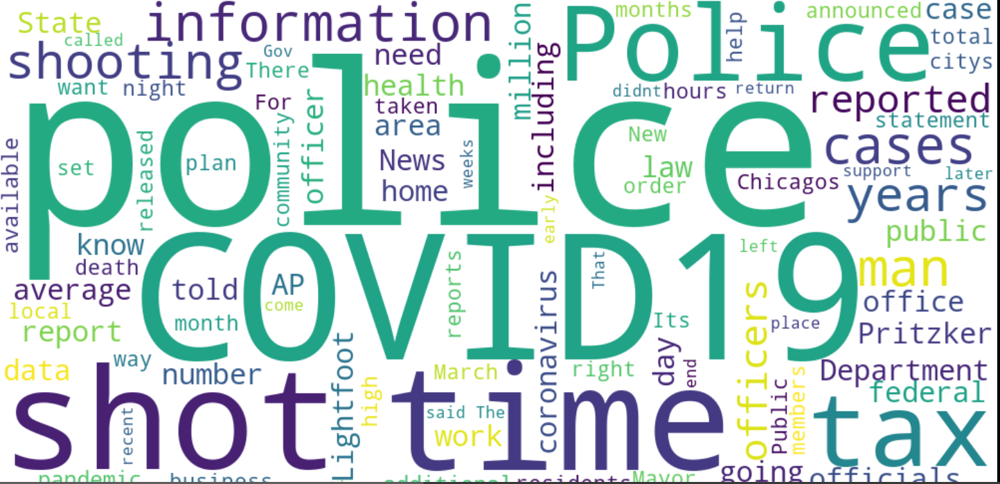 State
called
information
million
Police
months
help
announced
case
total
citys
shooting
Gov
There
need
including
want
night
For
officer
health
taken
area
didnt
hours
return
reported
statement
police
available
set
released
plan
community
News
home
weeks
early
New
law
order
Chicagos
cases
support
later
years
public
know
death
average
local
report
COVID19
told
month
AP
come
reports
coronavirus
That
Its
left
officers
place
man
office
Pritzker
data
way
number
Lightfoot
high
March
right
day
end
Department
federal
shot
recent
time
said The
work
Public
members
tax
pandemic
business
additional
residents
Mayor
going
officials